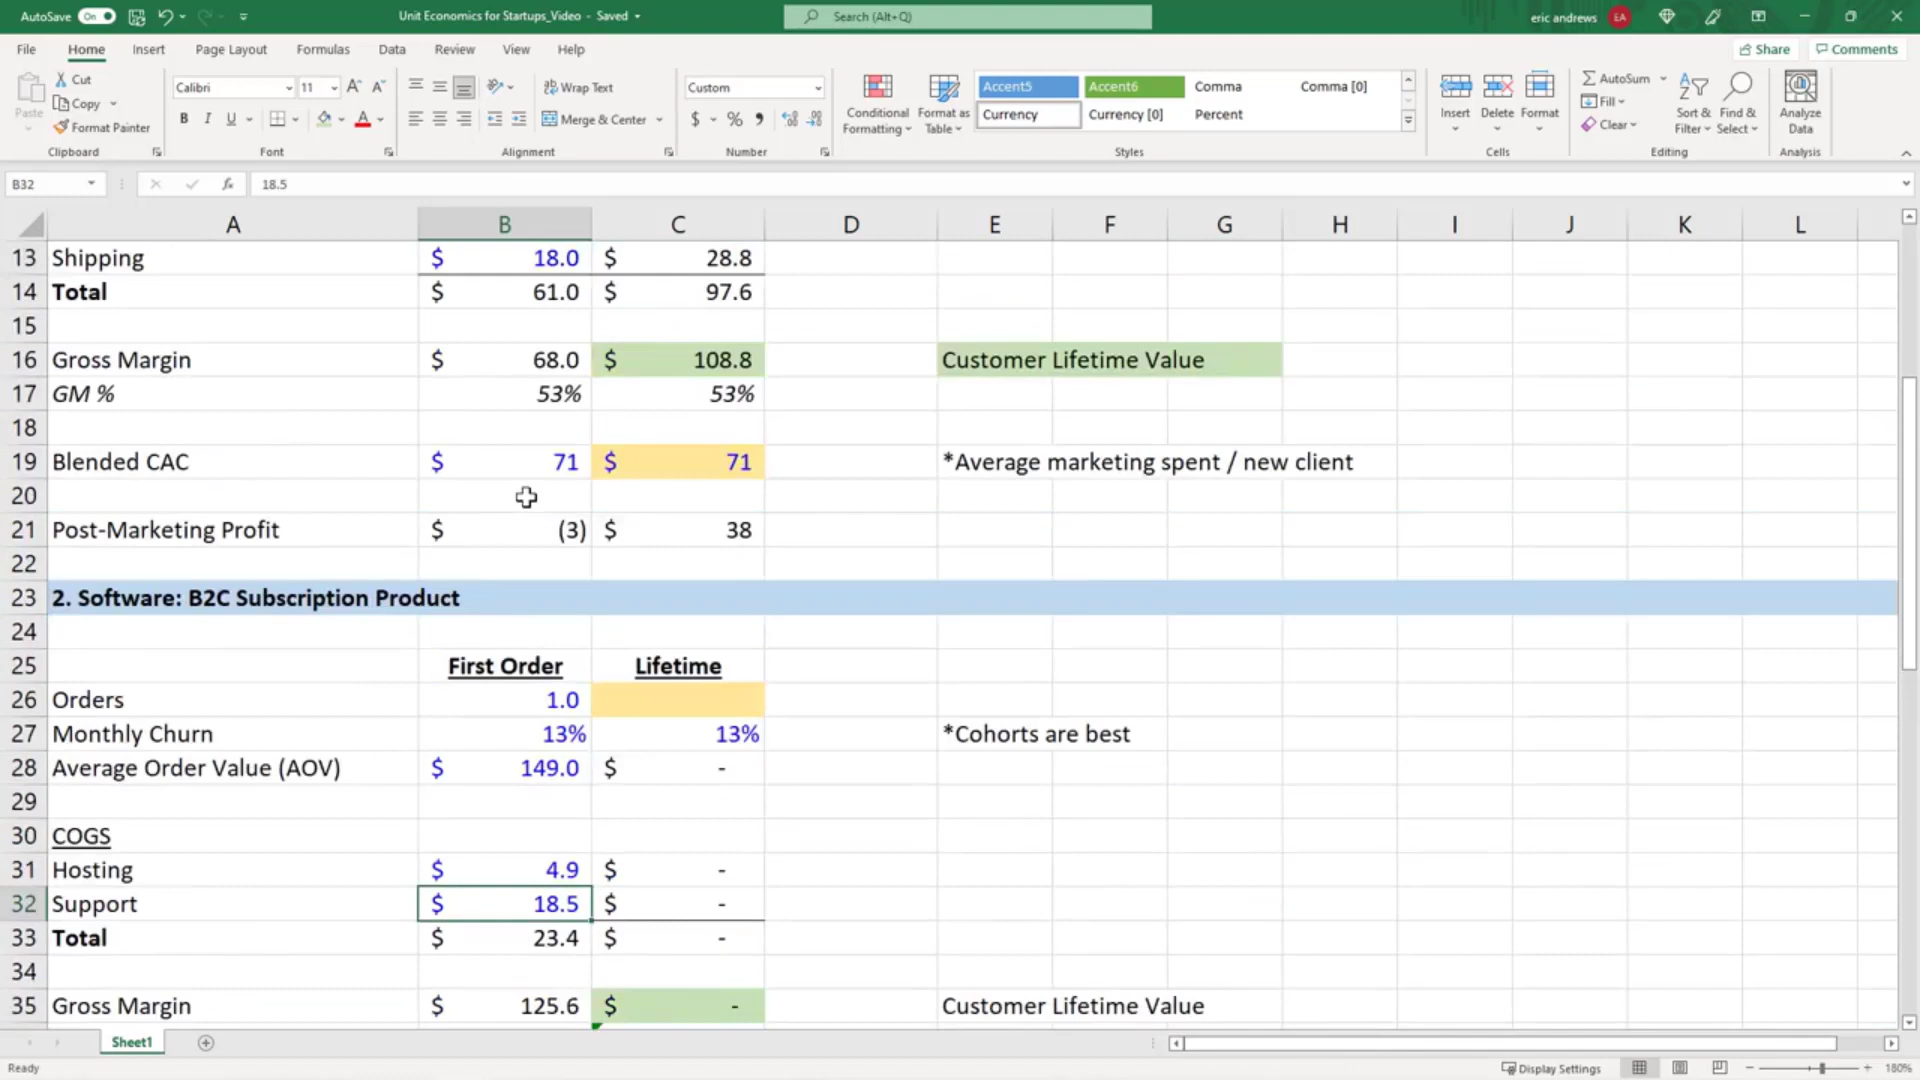 AutoSave On Unit Economics for Startups_Video - Saved Search (Alt+Q) eric andrews EA
File Home Insert Page Layout Formulas Data Review View Help Share Comments
Paste Cut Copy Format Painter Clipboard
Calibri 11 A A B I U A Font
Wrap Text Merge & Center Alignment
Custom $ % Number
Conditional Formatting Format as Table Accent5 Accent6 Comma Comma [0] Currency Currency [0] Percent Styles
Insert Delete Format Cells
AutoSum Fill Clear Sort & Filter Find & Select Editing
Analyze Data Analysis
B32 fx 18.5
A B C D E F G H I J K L
13 Shipping $ 18.0 $ 28.8
14 Total $ 61.0 $ 97.6
15
16 Gross Margin $ 68.0 $ 108.8 Customer Lifetime Value
17 GM % 53% 53%
18
19 Blended CAC $ 71 $ 71 *Average marketing spent / new client
20
21 Post-Marketing Profit $ (3) $ 38
22
23 2. Software: B2C Subscription Product
24
25 First Order Lifetime
26 Orders 1.0
27 Monthly Churn 13% 13% *Cohorts are best
28 Average Order Value (AOV) $ 149.0 $ -
29
30 COGS
31 Hosting $ 4.9 $ -
32 Support $ 18.5 $ -
33 Total $ 23.4 $ -
34
35 Gross Margin $ 125.6 $ - Customer Lifetime Value
Sheet1
Ready Display Settings 180%